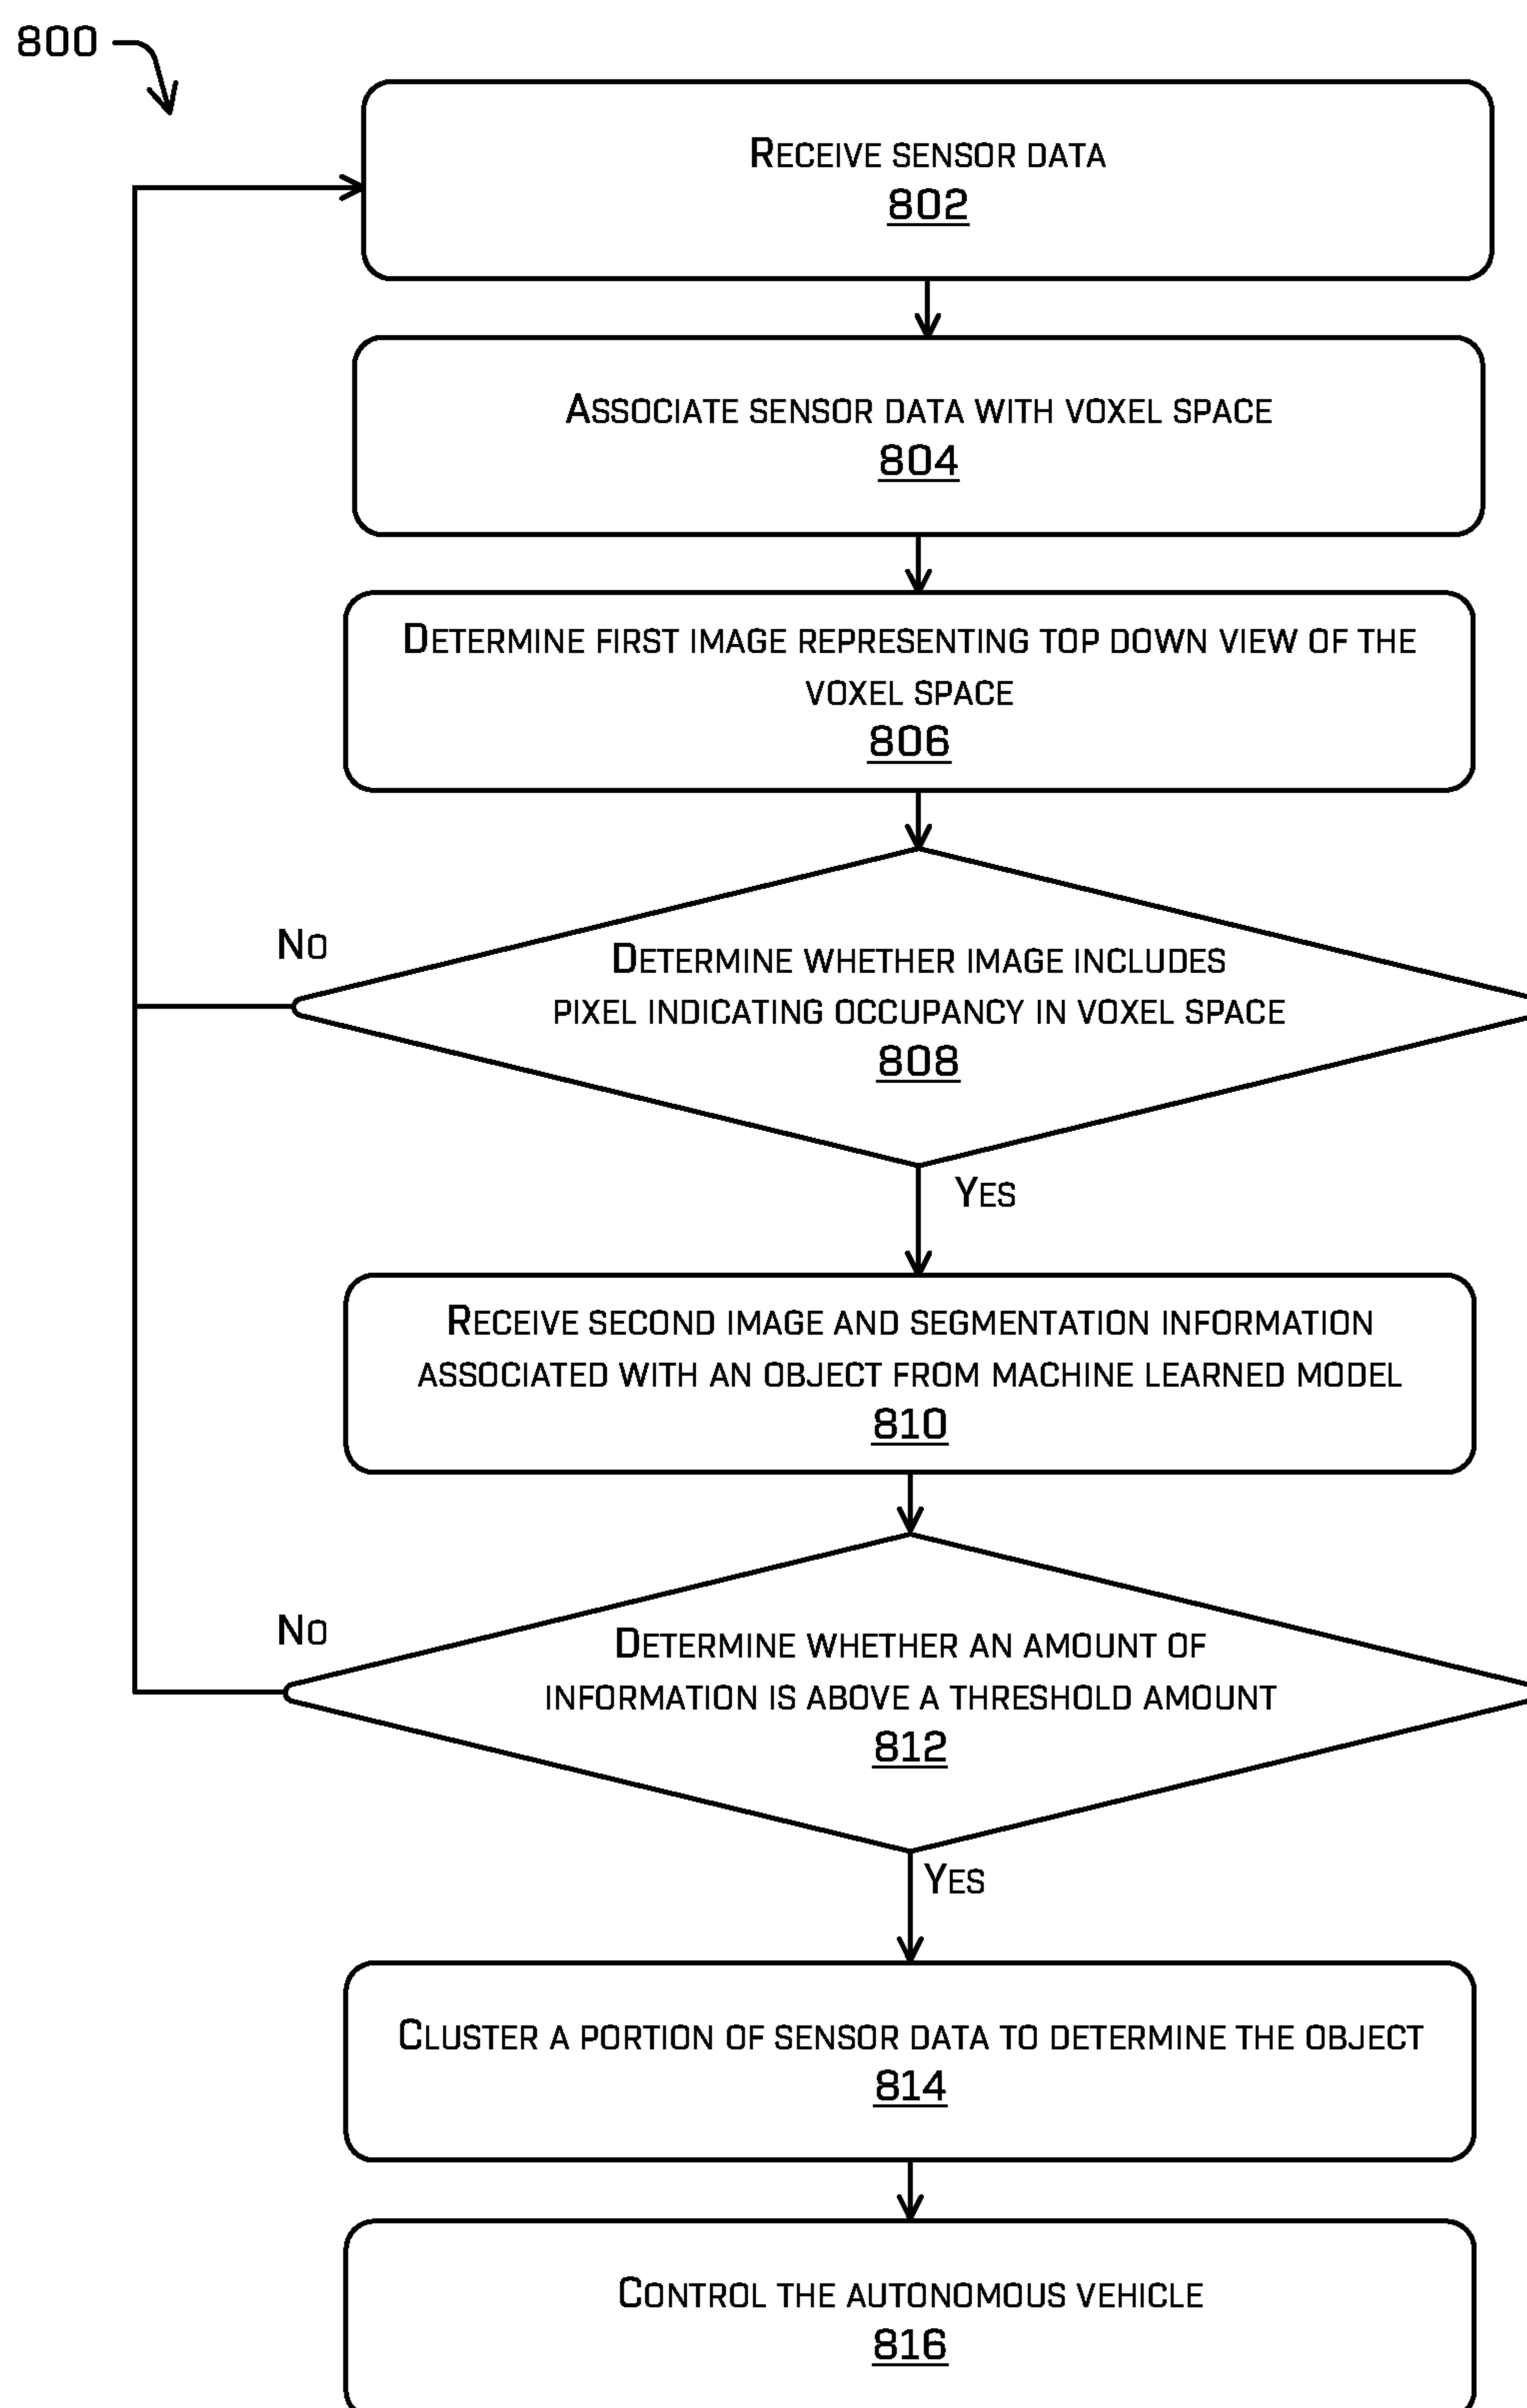 800
Receive sensor data
802
Associate sensor data with voxel space
804
Determine first image representing top down view of the
voxel space
806
No
Determine whether image includes
pixel indicating occupancy in voxel space
808
Yes
Receive second image and segmentation information
associated with an object from machine learned model
810
No
Determine whether an amount of
information is above a threshold amount
812
Yes
Cluster a portion of sensor data to determine the object
814
Control the autonomous vehicle
816